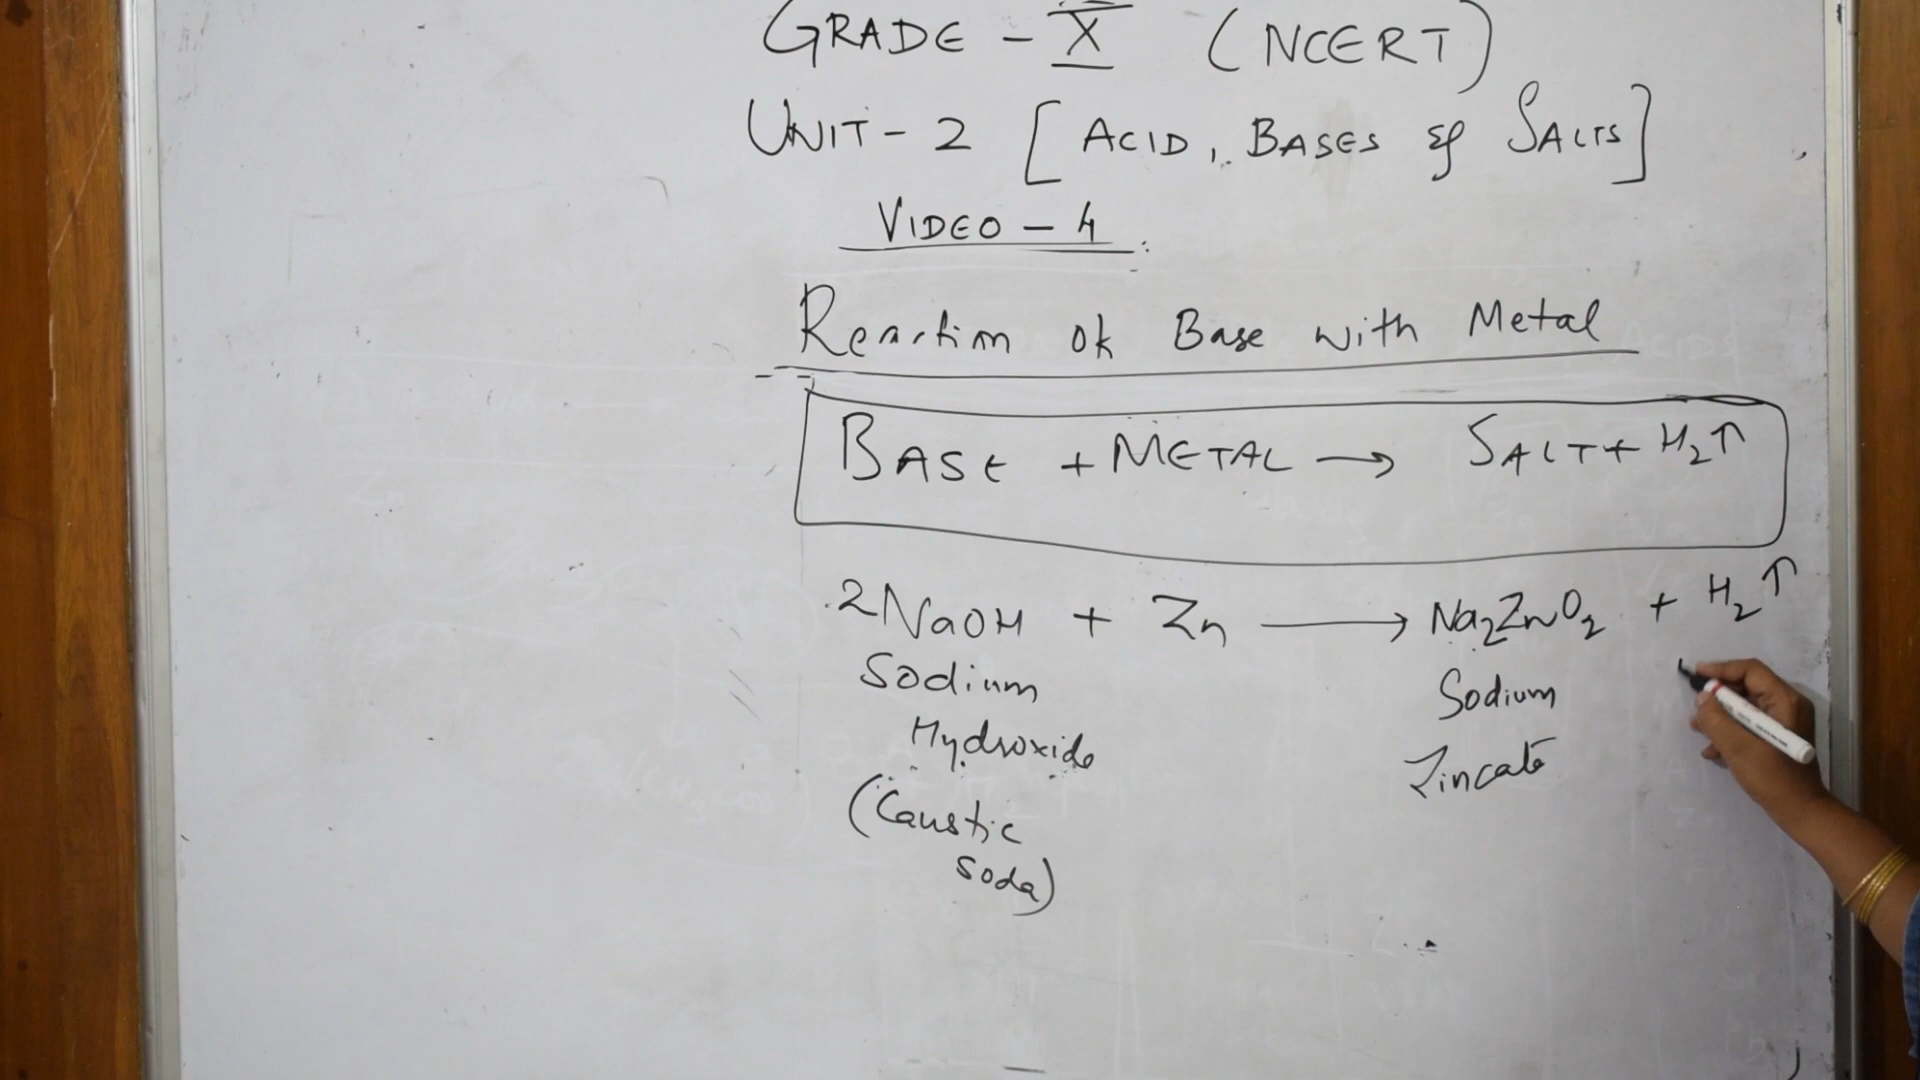 GRADE - X (NCERT)
UNIT - 2 [ACID, BASES & SALTS]
VIDEO - 4
Reaction of Base with Metal
BASE + METAL → SALT + H₂↑
2NaOH + Zn → Na₂ZnO₂ + H₂↑
Sodium Hydroxide (Caustic soda)
Sodium Zincate